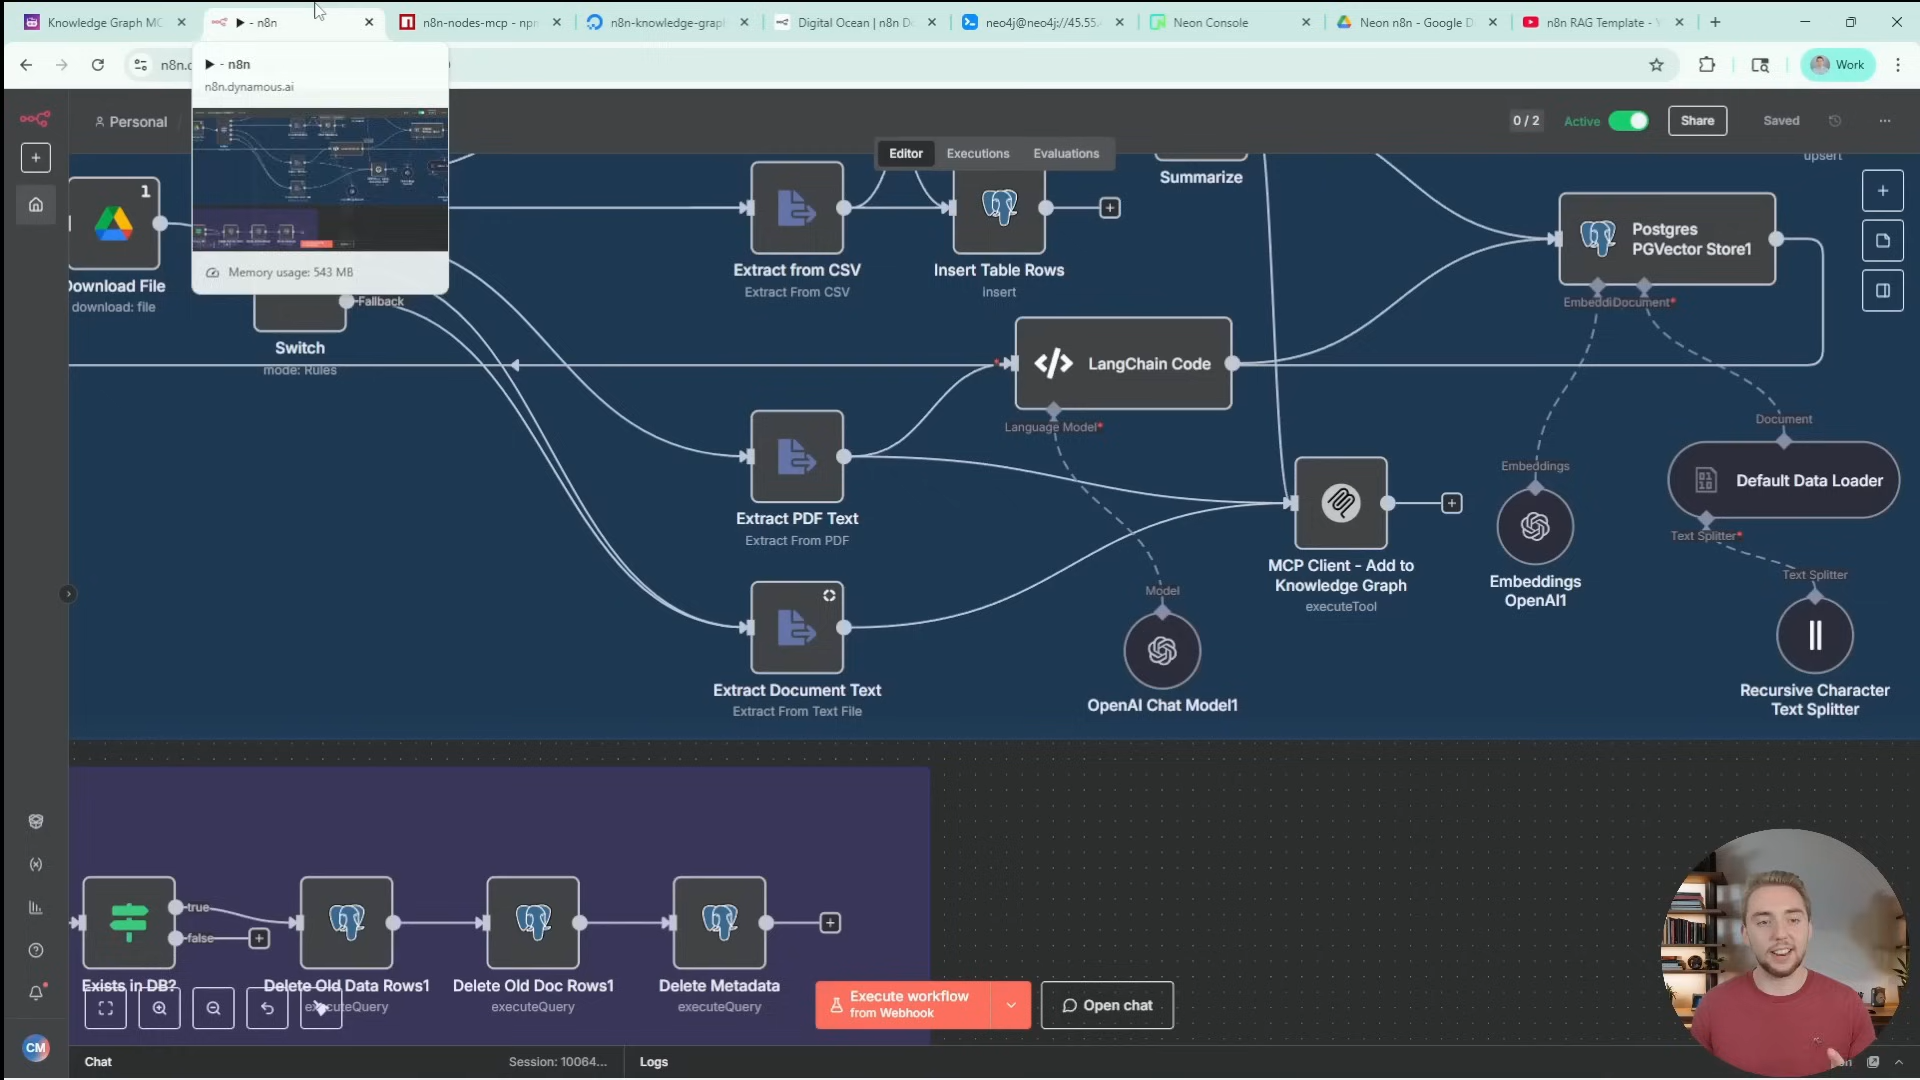 Knowledge Graph MC
▶ - n8n
n8n-nodes-mcp - npm
n8n-knowledge-grap
Digital Ocean | n8n D
neo4j@neo4j://45.55.
Neon Console
Neon n8n - Google D
n8n RAG Template - Y
n8n.d
Work
▶ - n8n
n8n.dynamous.ai
Memory usage: 543 MB
Personal
0 / 2
Active
Share
Saved
Editor
Executions
Evaluations
upsert
Summarize
1
Download File
download: file
Fallback
Switch
mode: Rules
Extract from CSV
Extract From CSV
Insert Table Rows
insert
Postgres
PGVector Store1
Embeddi
Document*
LangChain Code
Language Model*
Extract PDF Text
Extract From PDF
MCP Client - Add to
Knowledge Graph
executeTool
Embeddings
Embeddings
OpenAI1
Document
Default Data Loader
Text Splitter*
Text Splitter
Recursive Character
Text Splitter
Model
OpenAI Chat Model1
Extract Document Text
Extract From Text File
true
false
Exists in DB?
Delete Old Data Rows1
executeQuery
Delete Old Doc Rows1
executeQuery
Delete Metadata
executeQuery
Execute workflow
from Webhook
Open chat
CM
Chat
Session: 10064...
Logs